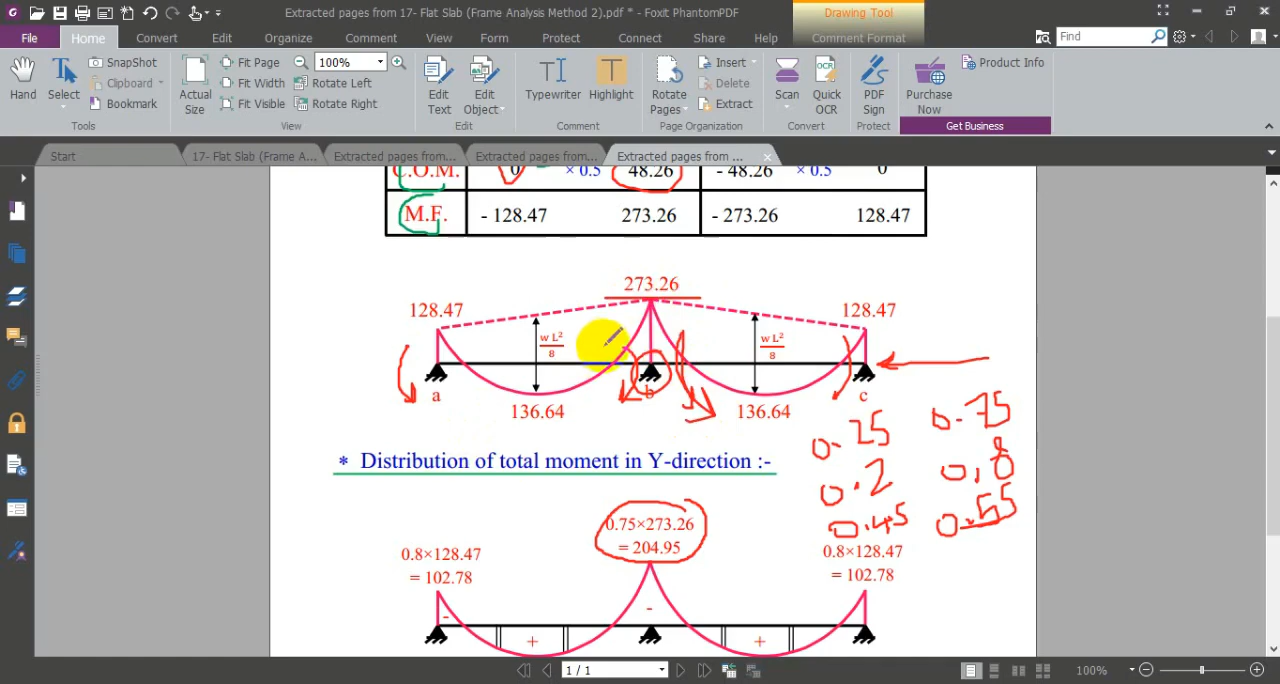 Extracted pages from 17- Flat Slab (Frame Analysis Method 2).pdf * - Foxit PhantomPDF
Drawing Tool
File Home Convert Edit Organize Comment View Form Protect Connect Share Help Comment Format
Find
SnapShot
Clipboard
Bookmark
Hand Select
Tools
Actual Size
Fit Page
Fit Width
Fit Visible
100%
Rotate Left
Rotate Right
View
Edit Text
Edit Object
Edit
Typewriter
Highlight
Comment
Rotate Pages
Insert
Delete
Extract
Page Organization
Scan
Quick OCR
Convert
PDF Sign
Protect
Purchase Now
Product Info
Get Business
Start
17- Flat Slab (Frame A...
Extracted pages from...
Extracted pages from...
Extracted pages from ...
C.O.M. 0 × 0.5 48.26 - 48.26 × 0.5 0
M.F. - 128.47 273.26 - 273.26 128.47
273.26
128.47 128.47
w L²
8
w L²
8
a b c
136.64 136.64
0.25 0.75
0.2 0.8
0.45 0.55
* Distribution of total moment in Y-direction :-
0.75×273.26
= 204.95
0.8×128.47
= 102.78
0.8×128.47
= 102.78
- -
+ +
1 / 1
100%